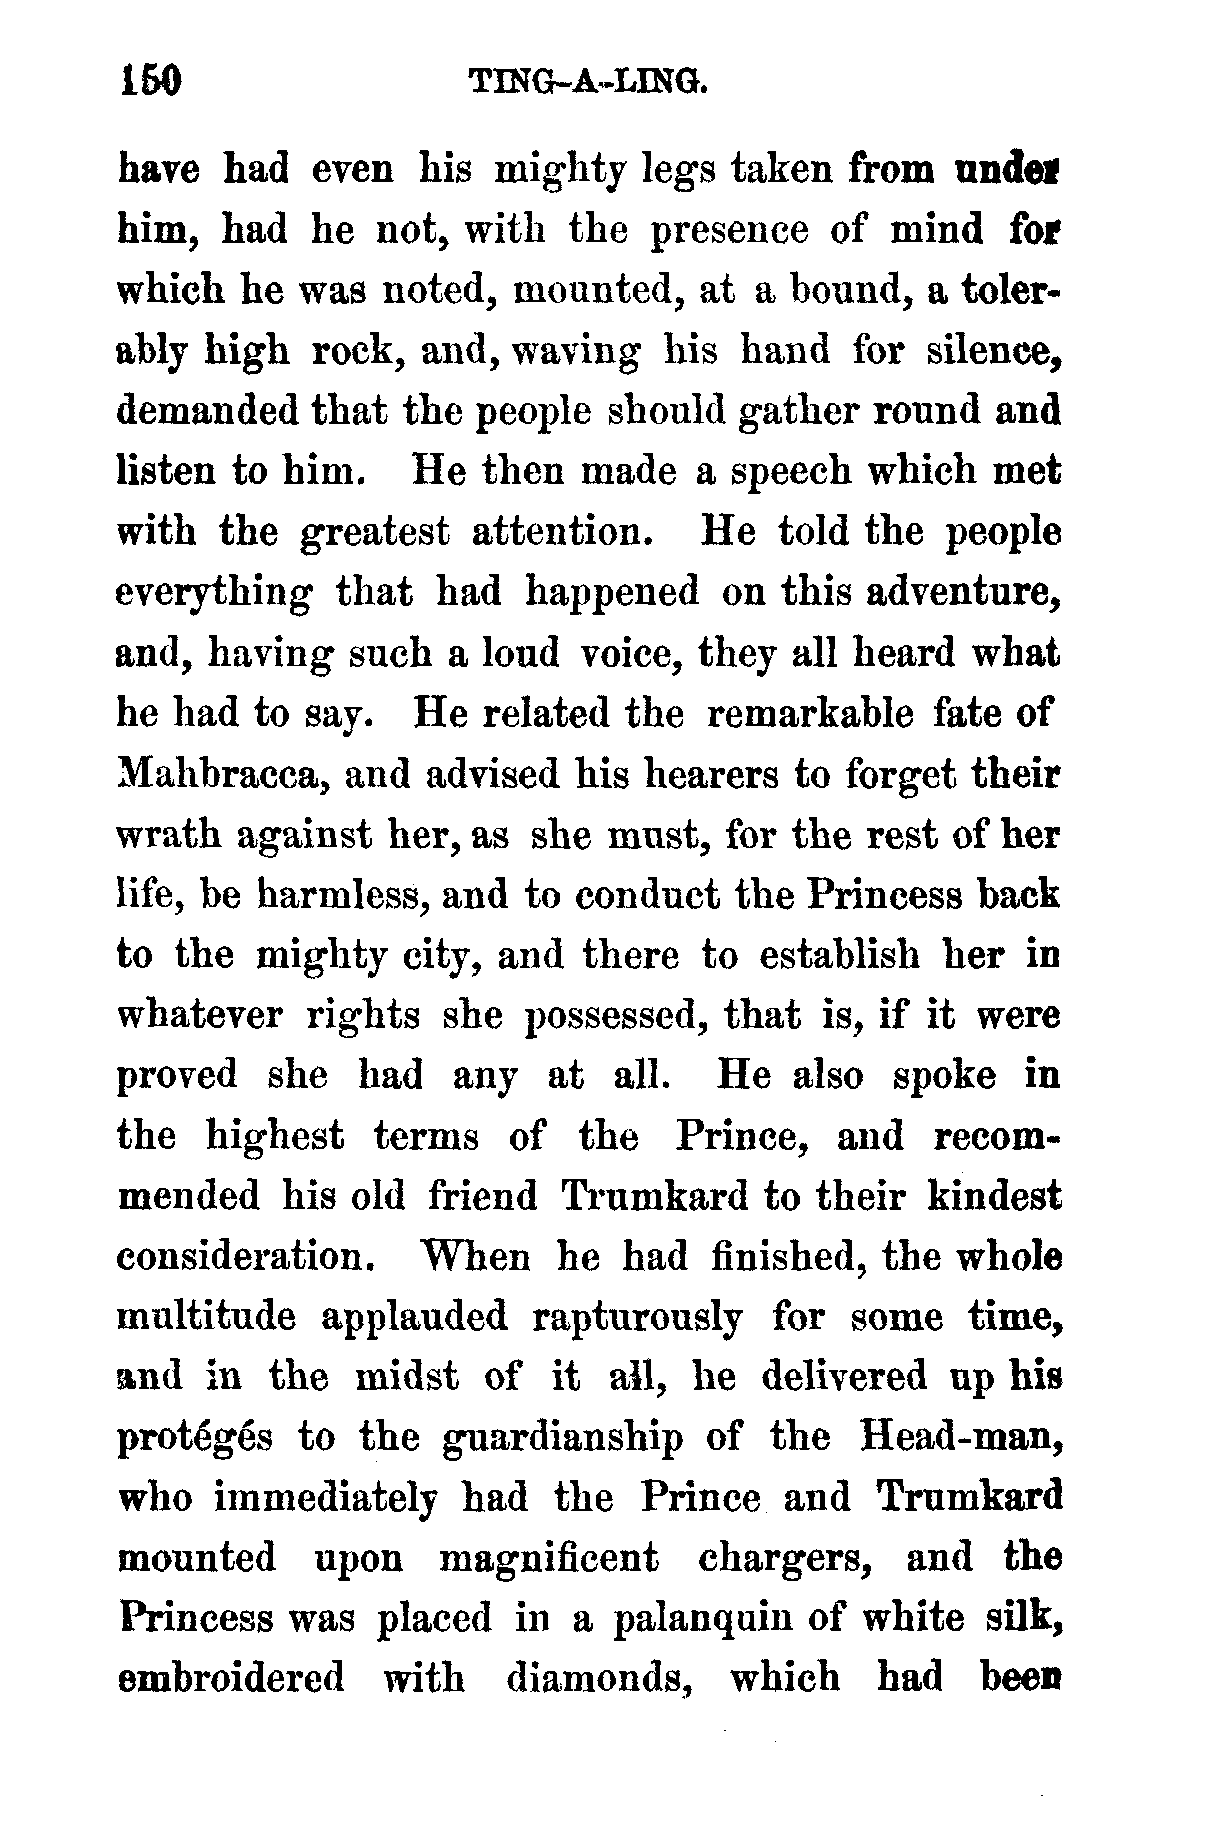 150 TING-A-LING.
have had even his mighty legs taken from under
him, had he not, with the presence of mind for
which he was noted, mounted, at a bound, a toler-
ably high rock, and, waving his hand for silence,
demanded that the people should gather round and
listen to him. He then made a speech which met
with the greatest attention. He told the people
everything that had happened on this adventure,
and, having such a loud voice, they all heard what
he had to say. He related the remarkable fate of
Mahbracca, and advised his hearers to forget their
wrath against her, as she must, for the rest of her
life, be harmless, and to conduct the Princess back
to the mighty city, and there to establish her in
whatever rights she possessed, that is, if it were
proved she had any at all. He also spoke in
the highest terms of the Prince, and recom-
mended his old friend Trumkard to their kindest
consideration. When he had finished, the whole
multitude applauded rapturously for some time,
and in the midst of it all, he delivered up his
protégés to the guardianship of the Head-man,
who immediately had the Prince and Trumkard
mounted upon magnificent chargers, and the
Princess was placed in a palanquin of white silk,
embroidered with diamonds, which had been